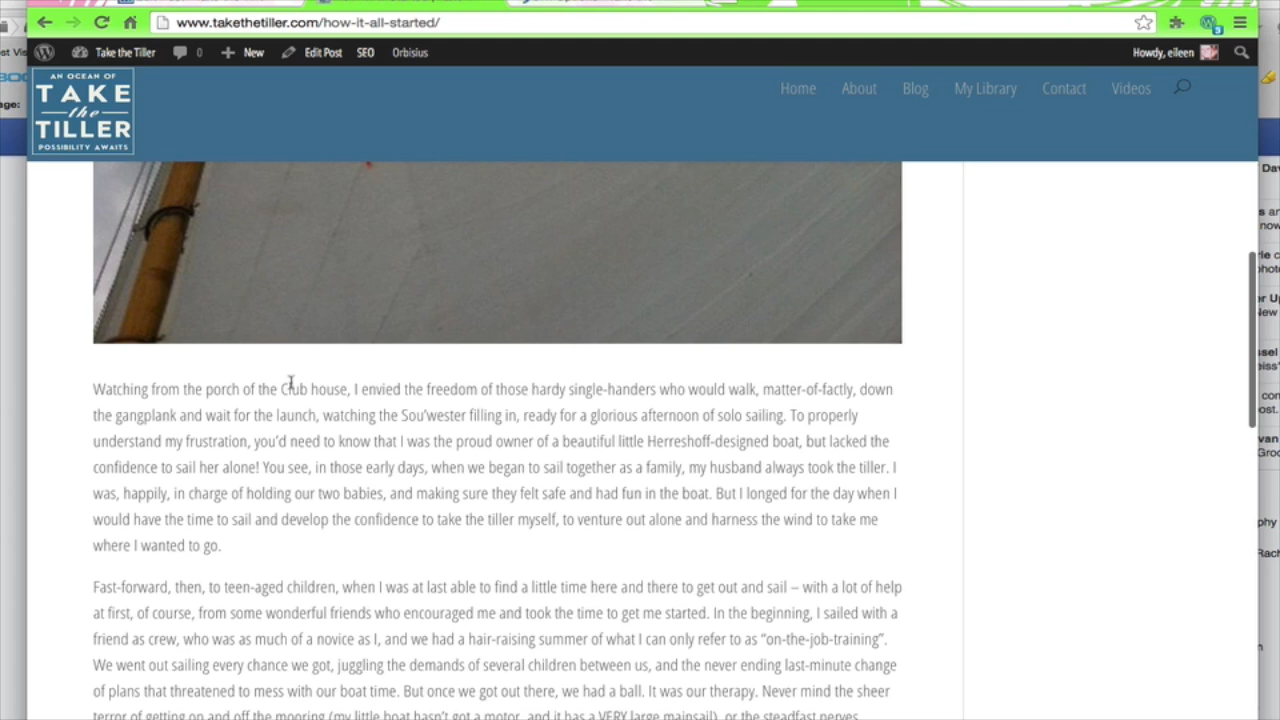 www.takethetiller.com/how-it-all-started/
3
Take the Tiller
0
New
Edit Post
SEO
Orbisius
Howdy, eileen
AN OCEAN OF
TAKE
the
TILLER
POSSIBILITY AWAITS
Home
About
Blog
My Library
Contact
Videos
Watching from the porch of the Club house, I envied the freedom of those hardy single-handers who would walk, matter-of-factly, down
the gangplank and wait for the launch, watching the Sou'wester filling in, ready for a glorious afternoon of solo sailing. To properly
understand my frustration, you'd need to know that I was the proud owner of a beautiful little Herreshoff-designed boat, but lacked the
confidence to sail her alone! You see, in those early days, when we began to sail together as a family, my husband always took the tiller. I
was, happily, in charge of holding our two babies, and making sure they felt safe and had fun in the boat. But I longed for the day when I
would have the time to sail and develop the confidence to take the tiller myself, to venture out alone and harness the wind to take me
where I wanted to go.
Fast-forward, then, to teen-aged children, when I was at last able to find a little time here and there to get out and sail – with a lot of help
at first, of course, from some wonderful friends who encouraged me and took the time to get me started. In the beginning, I sailed with a
friend as crew, who was as much of a novice as I, and we had a hair-raising summer of what I can only refer to as “on-the-job-training”.
We went out sailing every chance we got, juggling the demands of several children between us, and the never ending last-minute change
of plans that threatened to mess with our boat time. But once we got out there, we had a ball. It was our therapy. Never mind the sheer
terror of getting on and off the mooring (my little boat hasn't got a motor, and it has a VERY large mainsail), or the steadfast nerves